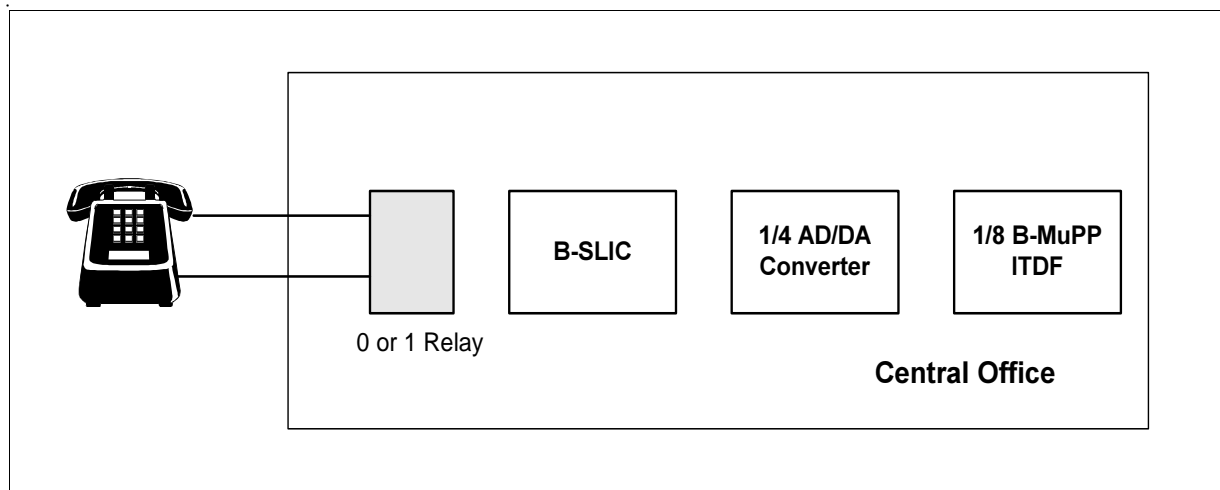 B-SLIC
1/4 AD/DA
Converter
1/8 B-MuPP
ITDF
0 or 1 Relay
Central Office